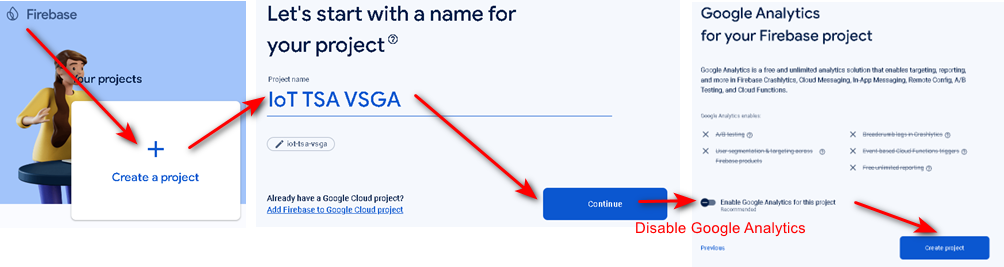 Firebase
Your projects
+
Create a project
Let's start with a name for
your project
Project name
IoT TSA VSGA
iot-tsa-vsga
Already have a Google Cloud project?
Add Firebase to Google Cloud project
Continue
Disable Google Analytics
Google Analytics
for your Firebase project
Google Analytics is a free and unlimited analytics solution that enables targeting, reporting,
and more in Firebase Crashlytics, Cloud Messaging, In-App Messaging, Remote Config, A/B
Testing, and Cloud Functions.
Google Analytics enables:
A/B testing
User segmentation & targeting across
Firebase products
Breadcrumb logs in Crashlytics
Event-based Cloud Functions triggers
Free unlimited reporting
Enable Google Analytics for this project
Recommended
Previous
Create project